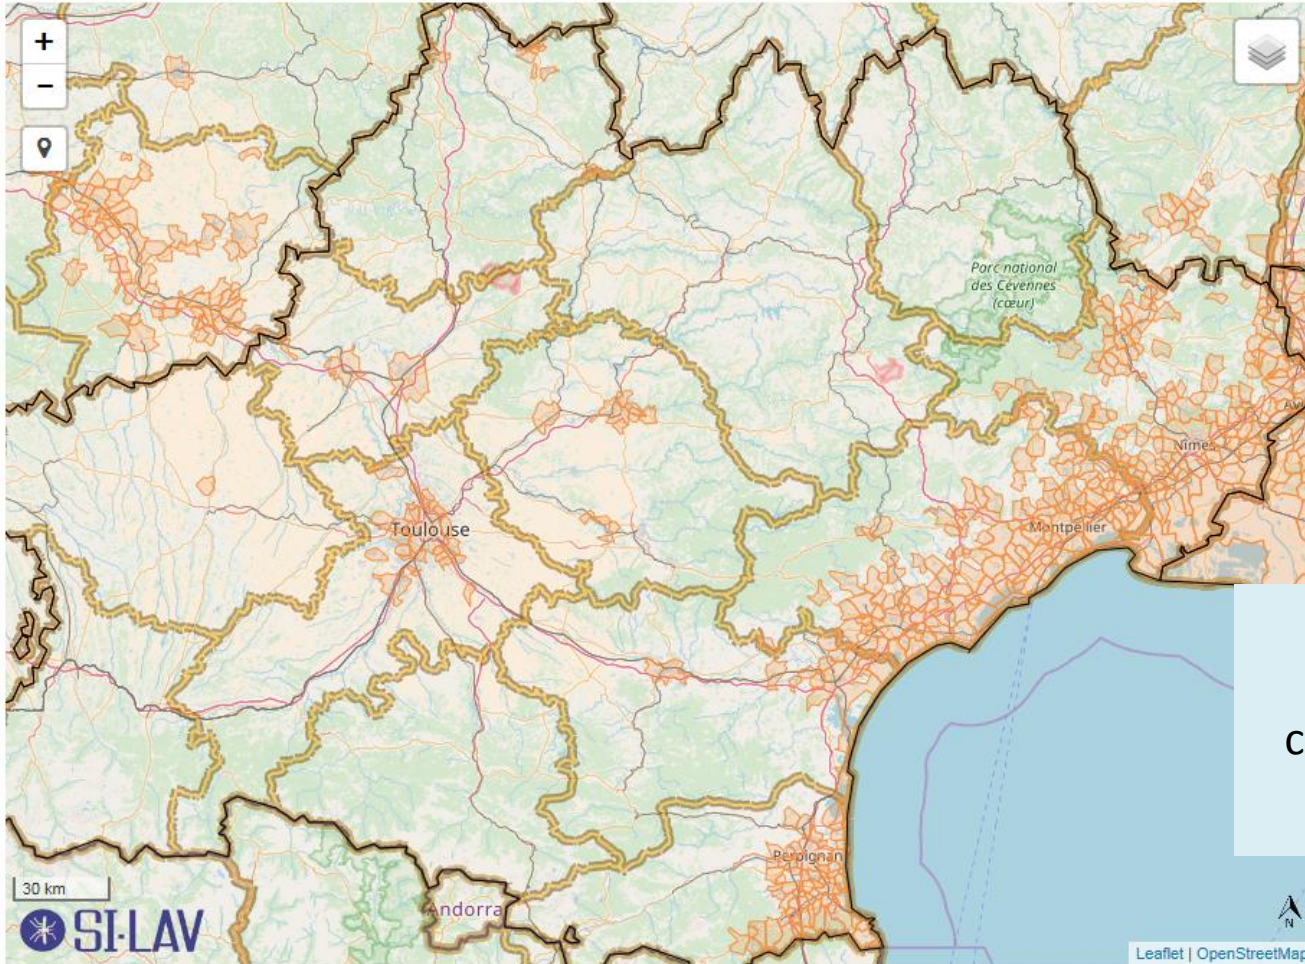 +
−
Parc national
des Cévennes
(cœur)
Nîmes
Toulouse
Montpellier
c
Perpignan
30 km
Andorra
SI-LAV
N
Leaflet | OpenStreetMap